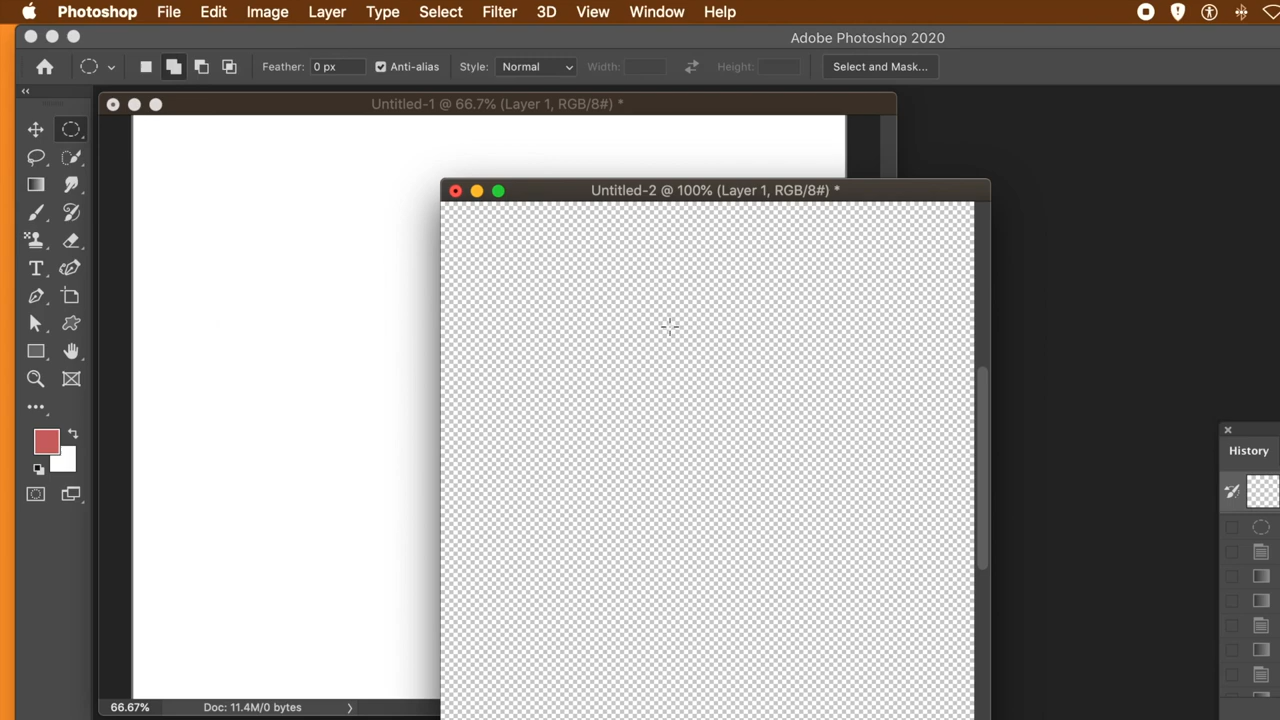 Photoshop File Edit Image Layer Type Select Filter 3D View Window Help
Adobe Photoshop 2020
Feather: 0 px Anti-alias Style: Normal Width: Height: Select and Mask...
Untitled-1 @ 66.7% (Layer 1, RGB/8#) *
Untitled-2 @ 100% (Layer 1, RGB/8#) *
History
66.67% Doc: 11.4M/0 bytes